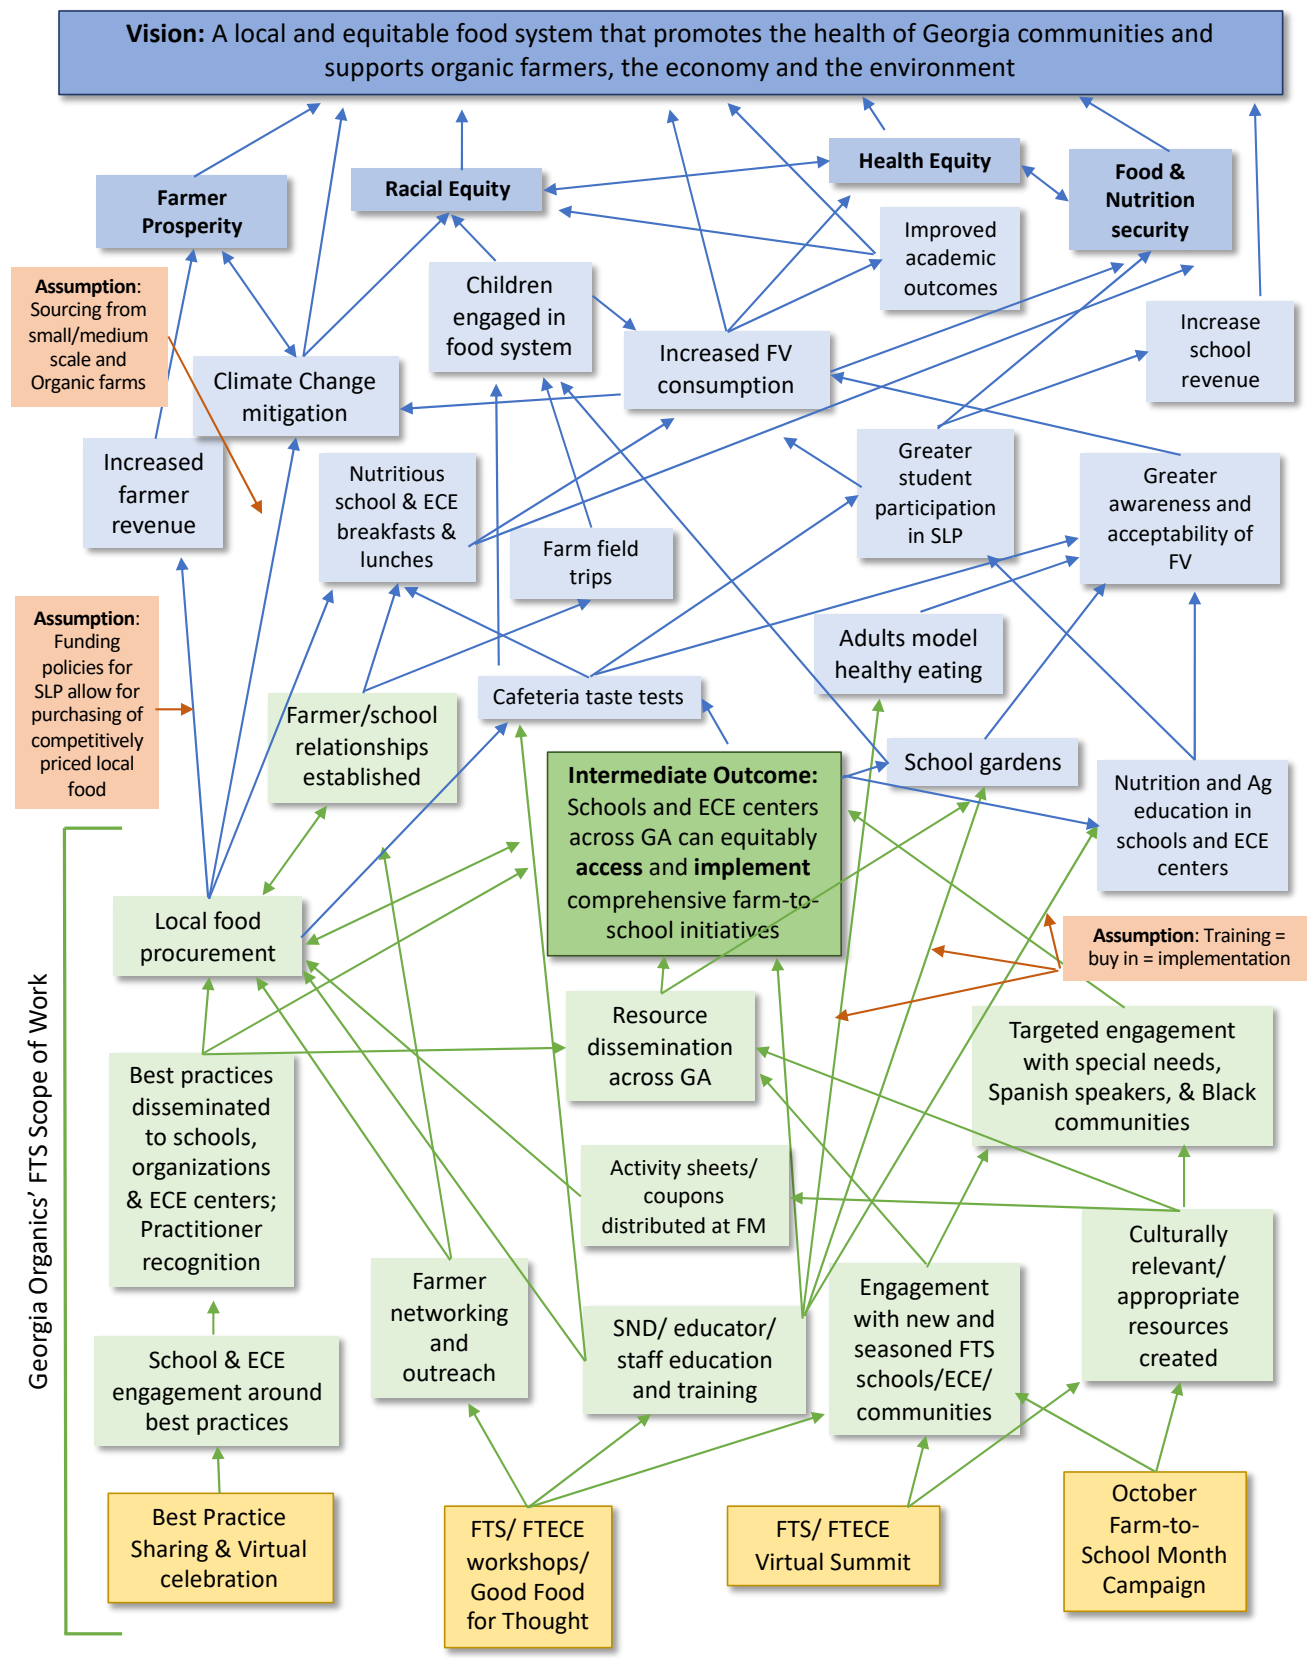 Vision: A local and equitable food system that promotes the health of Georgia communities and
supports organic farmers, the economy and the environment
Farmer
Prosperity
Racial Equity
Health Equity
Food &
Nutrition
security
Assumption:
Sourcing from
small/medium
scale and
Organic farms
Children
engaged in
food system
Improved
academic
outcomes
Climate Change
mitigation
Increased FV
consumption
Increase
school
revenue
Increased
farmer
revenue
Nutritious
school & ECE
breakfasts &
lunches
Farm field
trips
Greater
student
participation
in SLP
Greater
awareness and
acceptability of
FV
Assumption:
Funding
policies for
SLP allow for
purchasing of
competitively
priced local
food
Adults model
healthy eating
Farmer/school
relationships
established
Cafeteria taste tests
Intermediate Outcome:
Schools and ECE centers
across GA can equitably
access and implement
comprehensive farm-to-
school initiatives
School gardens
Nutrition and Ag
education in
schools and ECE
centers
Local food
procurement
Assumption: Training =
buy in = implementation
Georgia Organics' FTS Scope of Work
Resource
dissemination
across GA
Targeted engagement
with special needs,
Spanish speakers, & Black
communities
Best practices
disseminated
to schools,
organizations
& ECE centers;
Practitioner
recognition
Activity sheets/
coupons
distributed at FM
Culturally
relevant/
appropriate
resources
created
Farmer
networking
and
outreach
SND/ educator/
staff education
and training
Engagement
with new and
seasoned FTS
schools/ECE/
communities
School & ECE
engagement around
best practices
Best Practice
Sharing & Virtual
celebration
FTS/ FTECE
workshops/
Good Food
for Thought
FTS/ FTECE
Virtual Summit
October
Farm-to-
School Month
Campaign